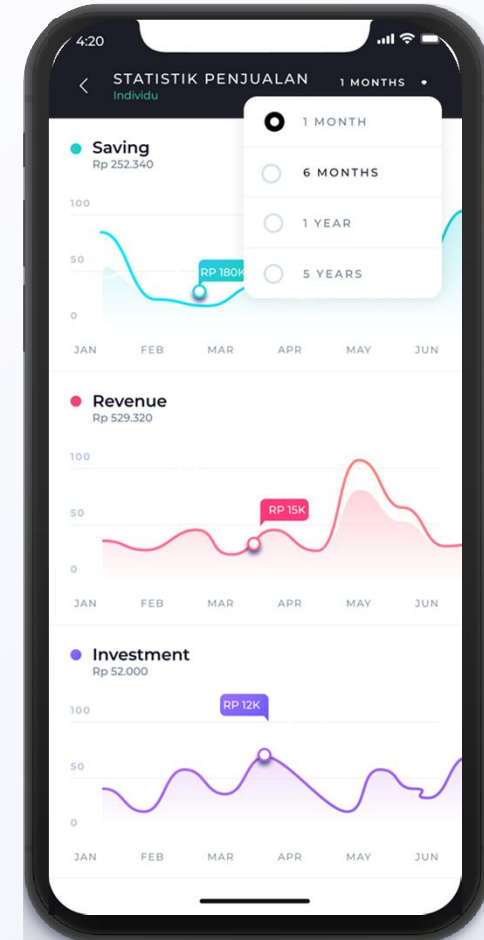 4:20
STATISTIK PENJUALAN
1 MONTHS
Individu
1 MONTH
6 MONTHS
1 YEAR
5 YEARS
Saving
Rp 252.340
100
50
0
RP 180K
JAN FEB MAR APR MAY JUN
Revenue
Rp 529.320
100
50
0
RP 15K
JAN FEB MAR APR MAY JUN
Investment
Rp 52.000
100
50
0
RP 12K
JAN FEB MAR APR MAY JUN